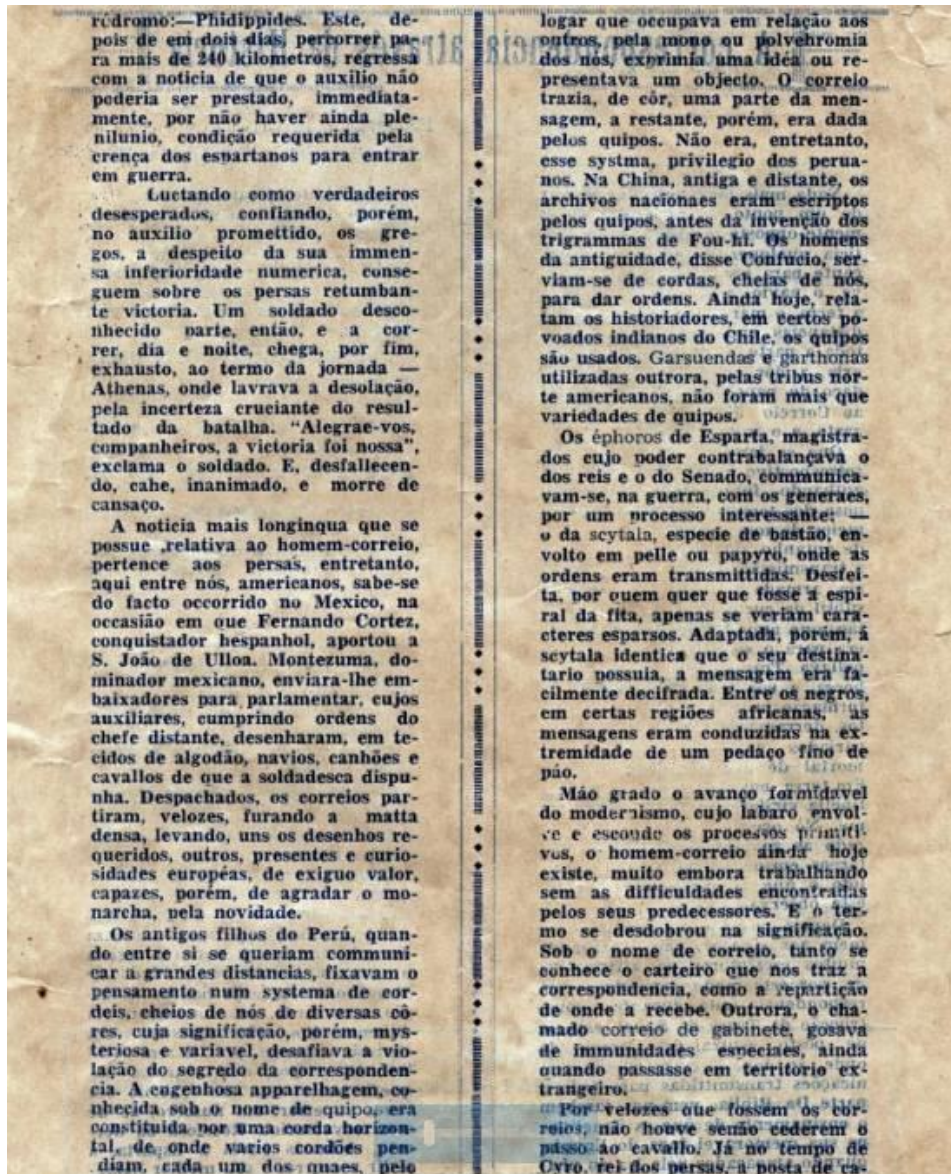 rodromo:—Phidippides. Este, de-
pois de em dois dias, percorrer pa-
ra mais de 240 kilometros, regressa
com a noticia de que o auxilio não
poderia ser prestado, immediata-
mente, por não haver ainda ple-
nilunio, condição requerida pela
crença dos espartanos para entrar
em guerra.
Luctando como verdadeiros
desesperados, confiando, porém,
no auxilio promettido, os gre-
gos, a despeito da sua immen-
sa inferioridade numerica, conse-
guem sobre os persas retumban-
te victoria. Um soldado desco-
nhecido parte, então, e a cor-
rer, dia e noite, chega, por fim,
exhausto, ao termo da jornada —
Athenas, onde lavrava a desolação,
pela incerteza cruciante do resul-
tado da batalha. "Alegrae-vos,
companheiros, a victoria foi nossa",
exclama o soldado. E, desfallecen-
do, cahe, inanimado, e morre de
cansaço.
A noticia mais longinqua que se
possue ,relativa ao homem-correio,
pertence aos persas, entretanto,
aqui entre nós, americanos, sabe-se
do facto occorrido no Mexico, na
occasião em que Fernando Cortez,
conquistador hespanhol, aportou a
S. João de Ulloa. Montezuma, do-
minador mexicano, enviara-lhe em-
baixadores para parlamentar, cujos
auxiliares, cumprindo ordens do
chefe distante, desenharam, em te-
cidos de algodão, navios, canhões e
cavallos de que a soldadesca dispu-
nha. Despachados, os correios par-
tiram, velozes, furando a matta
densa, levando, uns os desenhos re-
queridos, outros, presentes e curio-
sidades européas, de exiguo valor,
capazes, porém, de agradar o mo-
narcha, pela novidade.
Os antigos filhos do Perú, quan-
do entre si se queriam communi-
car a grandes distancias, fixavam o
pensamento num systema de cor-
deis, cheios de nós de diversas cô-
res, cuja significação, porém, mys-
teriosa e variavel, desafiava a vio-
lação do segredo da corresponden-
cia. A engenhosa apparelhagem, co-
nhecida sob o nome de quipo, era
constituida por uma corda horizon-
tal, de onde varios cordões pen-
diam, cada um dos quaes, pelo
logar que occupava em relação aos
outros, pela mono ou polychromia
dos nós, exprimia uma idéa ou re-
presentava um objecto. O correio
trazia, de cór, uma parte da men-
sagem, a restante, porém, era dada
pelos quipos. Não era, entretanto,
esse systma, privilegio dos perua-
nos. Na China, antiga e distante, os
archivos nacionaes eram escriptos
pelos quipos, antes da invenção dos
trigrammas de Fou-hi. Os homens
da antiguidade, disse Confucio, ser-
viam-se de cordas, cheias de nós,
para dar ordens. Ainda hoje, rela-
tam os historiadores, em certos po-
voados indianos do Chile, os quipos
são usados. Garsuendas e garthonas
utilizadas outrora, pelas tribus nor-
te americanos, não foram mais que
variedades de quipos.
Os éphoros de Esparta, magistra-
dos cujo poder contrabalançava o
dos reis e o do Senado, communica-
vam-se, na guerra, com os generaes,
por um processo interessante: —
o da scytala, especie de bastão, en-
volto em pelle ou papyro, onde as
ordens eram transmittidas. Desfei-
ta, por quem quer que fosse a espi-
ral da fita, apenas se veriam cara-
cteres esparsos. Adaptada, porém, á
scytala identica que o seu destina-
tario possuia, a mensagem era fa-
cilmente decifrada. Entre os negros,
em certas regiões africanas, as
mensagens eram conduzidas na ex-
tremidade de um pedaço fino de
páo.
Máo grado o avanço formidavel
do modernismo, cujo labaro envol-
ve e esconde os processos primiti-
vos, o homem-correio ainda hoje
existe, muito embora trabalhando
sem as difficuldades encontradas
pelos seus predecessores. E o ter-
mo se desdobrou na significação.
Sob o nome de correio, tanto se
conhece o carteiro que nos traz a
correspondencia, como a repartição
de onde a recebe. Outrora, o cha-
mado correio de gabinete, gosava
de immunidades especiaes, ainda
quando passasse em territorio ex-
trangeiro.
Por velozes que fossem os cor-
reios, não houve senão cederem o
passo ao cavallo. Já no tempo de
Cyro, rei dos persas, a posta se en-